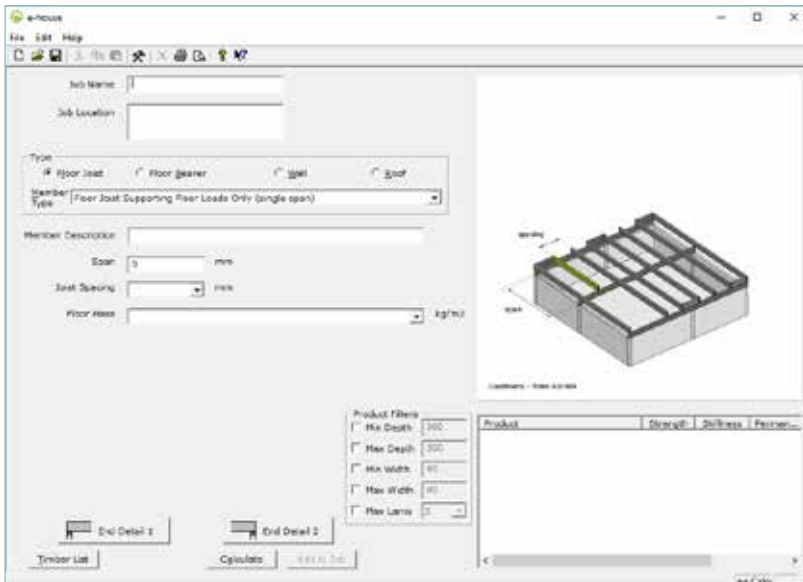 e-house
File Edit Help
Job Name
Job Location
Type
Floor Joist Floor Bearer Wall Roof
Member Type Floor Joist Supporting Floor Loads Only (single span)
Member Description
Span mm
Joist Spacing mm
Floor Mass kg/m2
spacing
span
Product Filters
Min Depth 300
Max Depth 300
Min Width
Max Width
Max Lams
Product Strength Stiffness Perman...
End Detail 1 End Detail 2
Timber List Calculate Add to Job